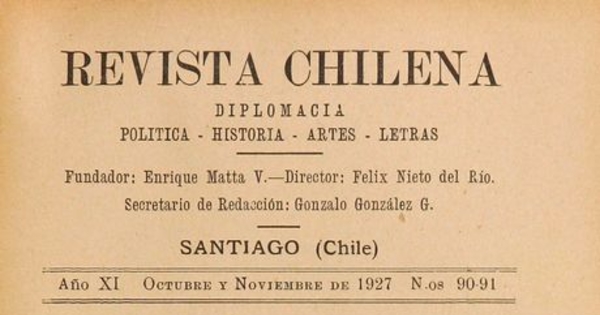 REVISTA CHILENA
DIPLOMACIA
POLITICA - HISTORIA - ARTES - LETRAS
Fundador: Enrique Matta V.—Director: Felix Nieto del Río.
Secretario de Redacción: Gonzalo González G.
SANTIAGO (Chile)
Año XI OCTUBRE Y NOVIEMBRE DE 1927 N.os 90-91